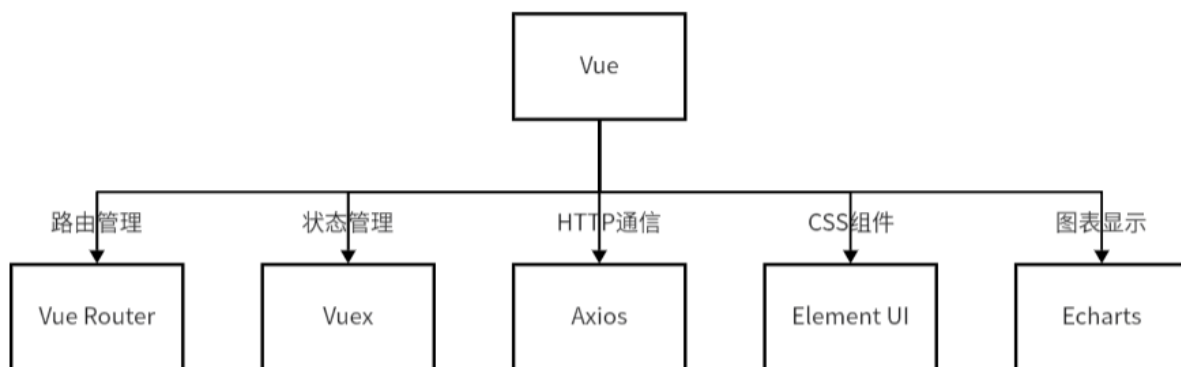 Vue
路由管理
状态管理
HTTP通信
CSS组件
图表显示
Vue Router
Vuex
Axios
Element UI
Echarts